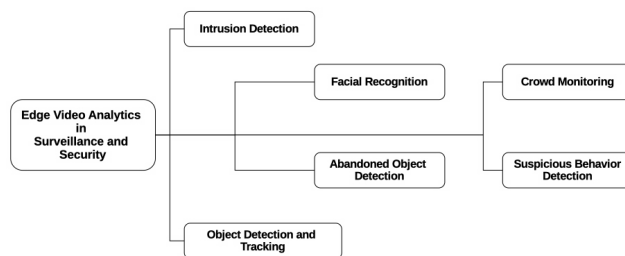 Intrusion Detection
Facial Recognition
Crowd Monitoring
Edge Video Analytics
in
Surveillance and
Security
Abandoned Object
Detection
Suspicious Behavior
Detection
Object Detection and
Tracking